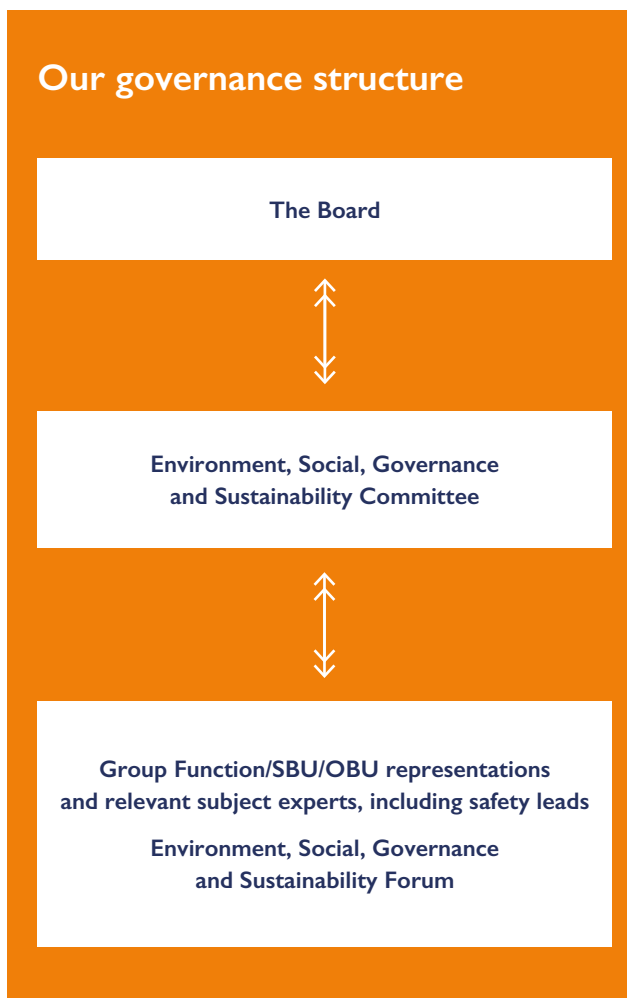 Our governance structure
The Board
Environment, Social, Governance
and Sustainability Committee
Group Function/SBU/OBU representations
and relevant subject experts, including safety leads
Environment, Social, Governance
and Sustainability Forum